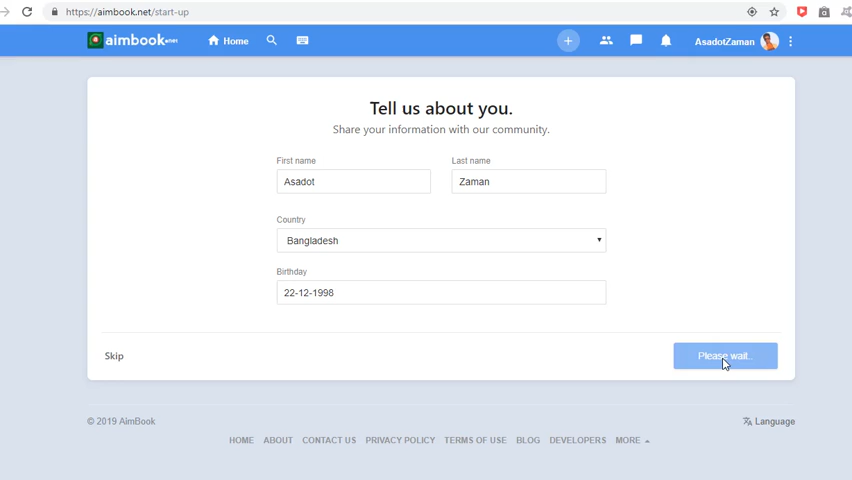 https://aimbook.net/start-up
aimbook.net Home AsadotZaman
Tell us about you.
Share your information with our community.
First name Last name
Asadot Zaman
Country
Bangladesh
Birthday
22-12-1998
Skip Please wait..
© 2019 AimBook Language
HOME ABOUT CONTACT US PRIVACY POLICY TERMS OF USE BLOG DEVELOPERS MORE